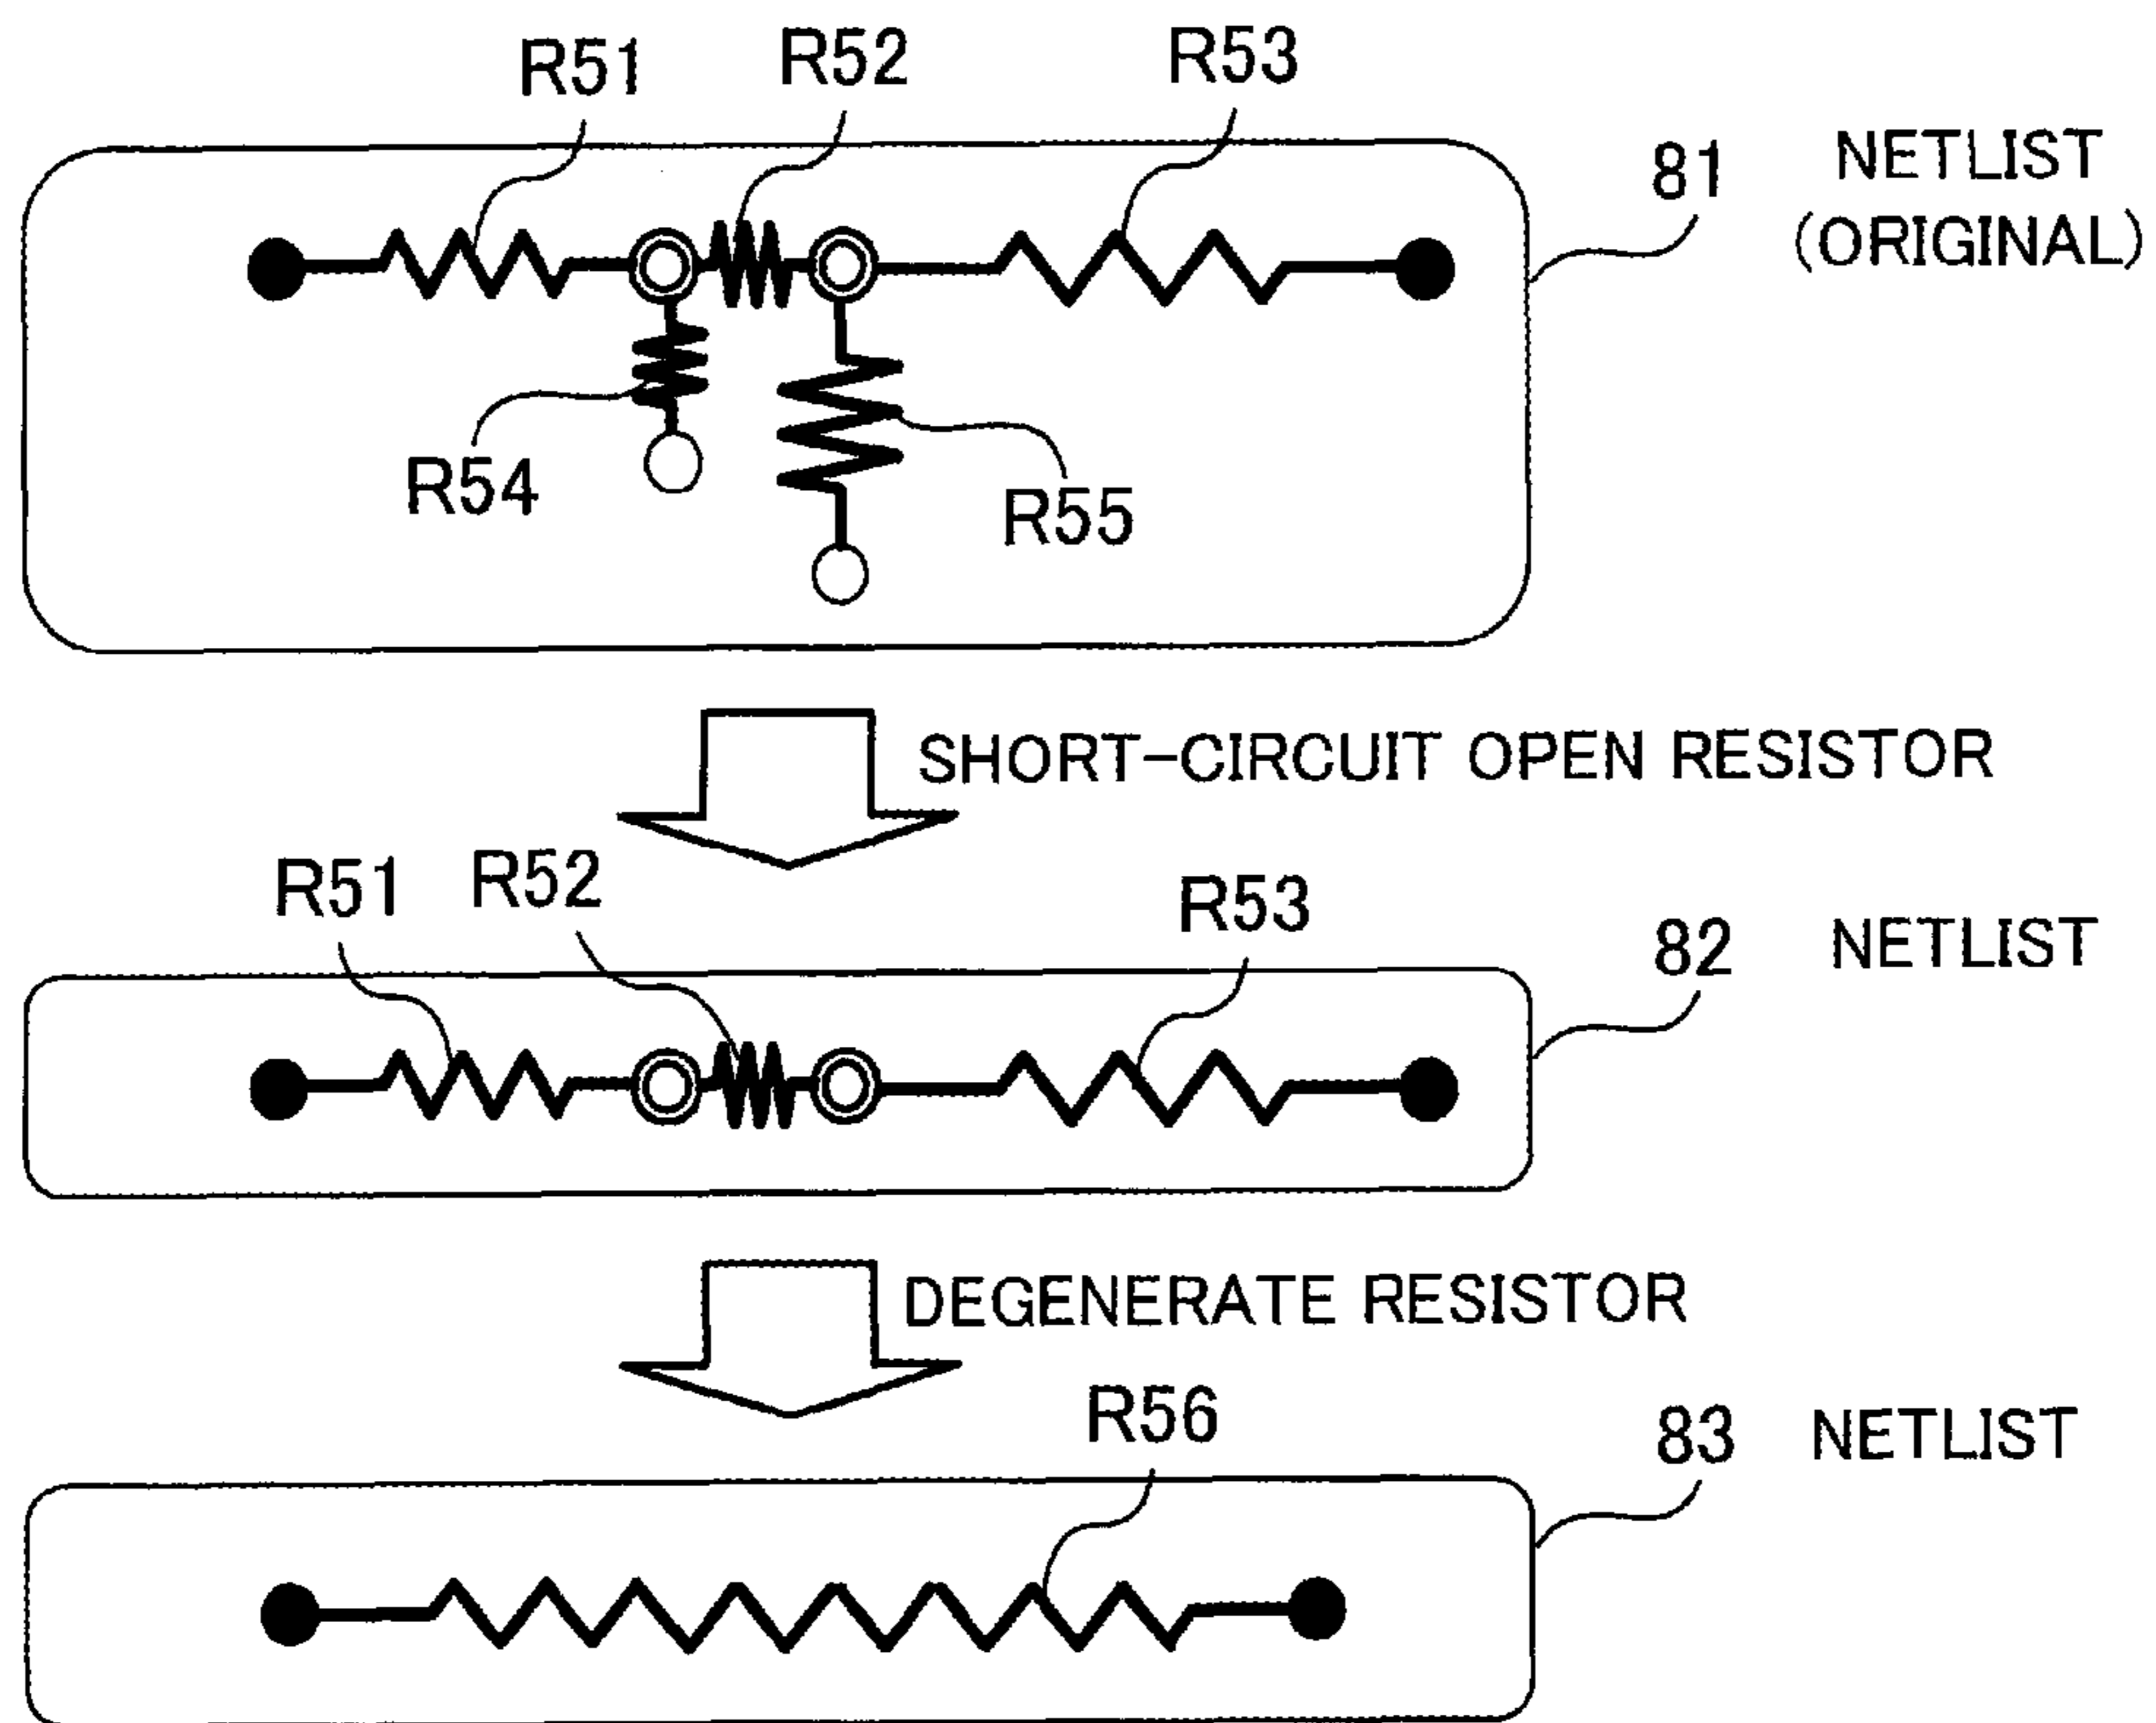 R51
R52
R53
81
NETLIST
(ORIGINAL)
R54
R55
SHORT-CIRCUIT OPEN RESISTOR
R51
R52
R53
82
NETLIST
DEGENERATE RESISTOR
R56
83
NETLIST